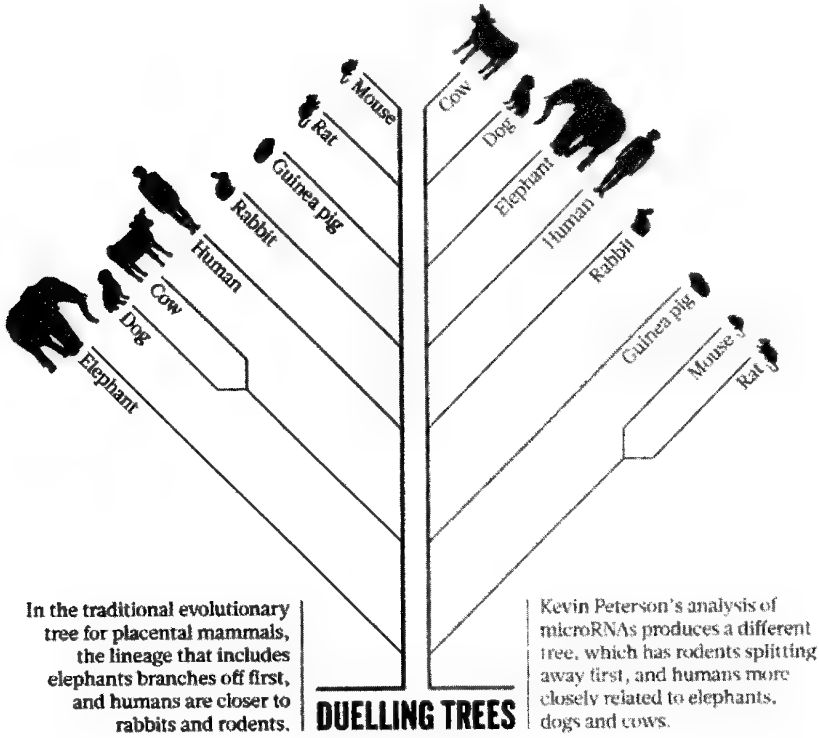 Mouse
Rat
Guinea pig
Rabbit
Human
Cow
Dog
Elephant
Cow
Dog
Elephant
Human
Rabbit
Guinea pig
Mouse
Rat
In the traditional evolutionary
tree for placental mammals,
the lineage that includes
elephants branches off first,
and humans are closer to
rabbits and rodents.
DUELLING TREES
Kevin Peterson's analysis of
microRNAs produces a different
tree, which has rodents splitting
away first, and humans more
closely related to elephants,
dogs and cows.